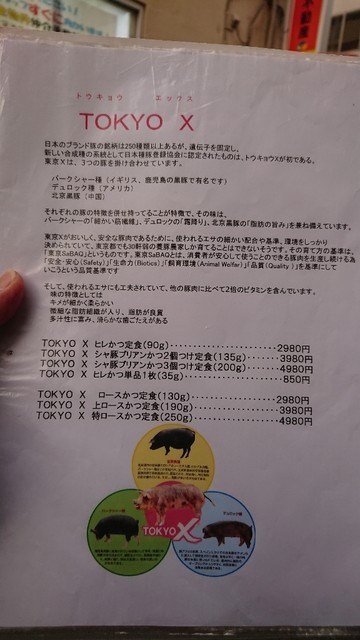 トウキョウ エックス
TOKYO X
日本のブランド豚の銘柄は250種類以上あるが、遺伝子を固定し、
新しい合成種の系統として日本種豚登録協会に認定されたものは、トウキョウXが初である。
東京Xは、3つの豚を掛け合わせています。
バークシャー種（イギリス、鹿児島の黒豚で有名です）
デュロック種（アメリカ）
北京黒豚（中国）
それぞれの豚の特徴を併せ持つことが特徴で、その味は、
バークシャーの「細かい筋繊維」、デュロックの「霜降り」、北京黒豚の「脂肪の旨み」を兼ね備えています。
東京Xがおいしく、安全な豚肉であるために、使われるエサの細かい配合や基準、環境をしっかり
決められていて、東京都でも30軒弱の養豚農家しか育てることはできないそうです。その育て方の基準は、
「東京SaBAQ」というものです。東京SaBAQとは、消費者が安心して使うことのできる豚肉を生産し続ける為
「安全・安心(Safety)」「生命力(Biotics)」「飼育環境(Animal Welfar)」「品質(Quality)」を基準にして
いこうという品質基準です
そして、使われるエサにも工夫されていて、他の豚肉に比べて2倍のビタミンを含んでいます。
味の特徴としては
キメが細かく柔らかい
微細な脂肪組織が入り、脂肪が良質
多汁性に富み、滑らかな歯ごたえがある
TOKYO X ヒレかつ定食(90g)‥‥‥‥‥‥‥‥2980円
TOKYO X シャ豚ブリアンかつ2個つけ定食(135g)‥‥3980円
TOKYO X シャ豚ブリアンかつ3個つけ定食(200g)‥‥4980円
TOKYO X ヒレかつ単品1枚(35g)‥‥‥‥‥‥‥850円
TOKYO X ロースかつ定食(130g)‥‥‥‥‥‥‥2980円
TOKYO X 上ロースかつ定食(190g)‥‥‥‥‥‥3980円
TOKYO X 特ロースかつ定食(250g)‥‥‥‥‥‥4980円
バークシャー種
デュロック種
TOKYO X
不動産